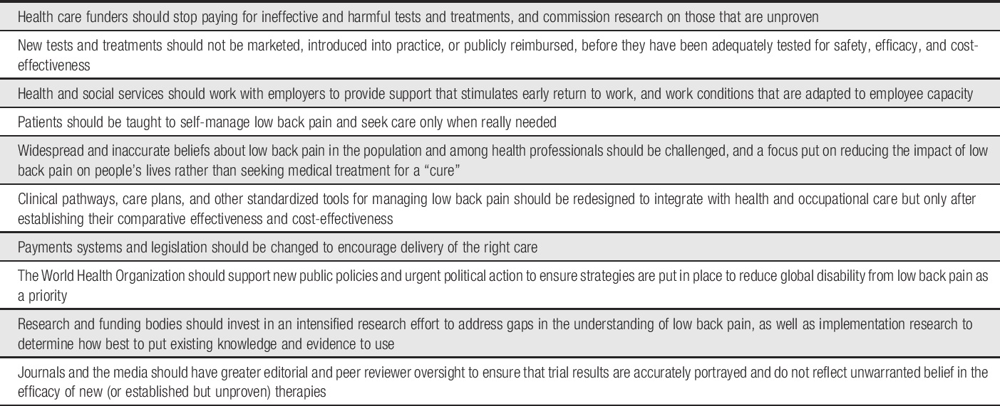 Health care funders should stop paying for ineffective and harmful tests and treatments, and commission research on those that are unproven
New tests and treatments should not be marketed, introduced into practice, or publicly reimbursed, before they have been adequately tested for safety, efficacy, and cost-
effectiveness
Health and social services should work with employers to provide support that stimulates early return to work, and work conditions that are adapted to employee capacity
Patients should be taught to self-manage low back pain and seek care only when really needed
Widespread and inaccurate beliefs about low back pain in the population and among health professionals should be challenged, and a focus put on reducing the impact of low
back pain on people’s lives rather than seeking medical treatment for a “cure”
Clinical pathways, care plans, and other standardized tools for managing low back pain should be redesigned to integrate with health and occupational care but only after
establishing their comparative effectiveness and cost-effectiveness
Payments systems and legislation should be changed to encourage delivery of the right care
The World Health Organization should support new public policies and urgent political action to ensure strategies are put in place to reduce global disability from low back pain as
a priority
Research and funding bodies should invest in an intensified research effort to address gaps in the understanding of low back pain, as well as implementation research to
determine how best to put existing knowledge and evidence to use
Journals and the media should have greater editorial and peer reviewer oversight to ensure that trial results are accurately portrayed and do not reflect unwarranted belief in the
efficacy of new (or established but unproven) therapies